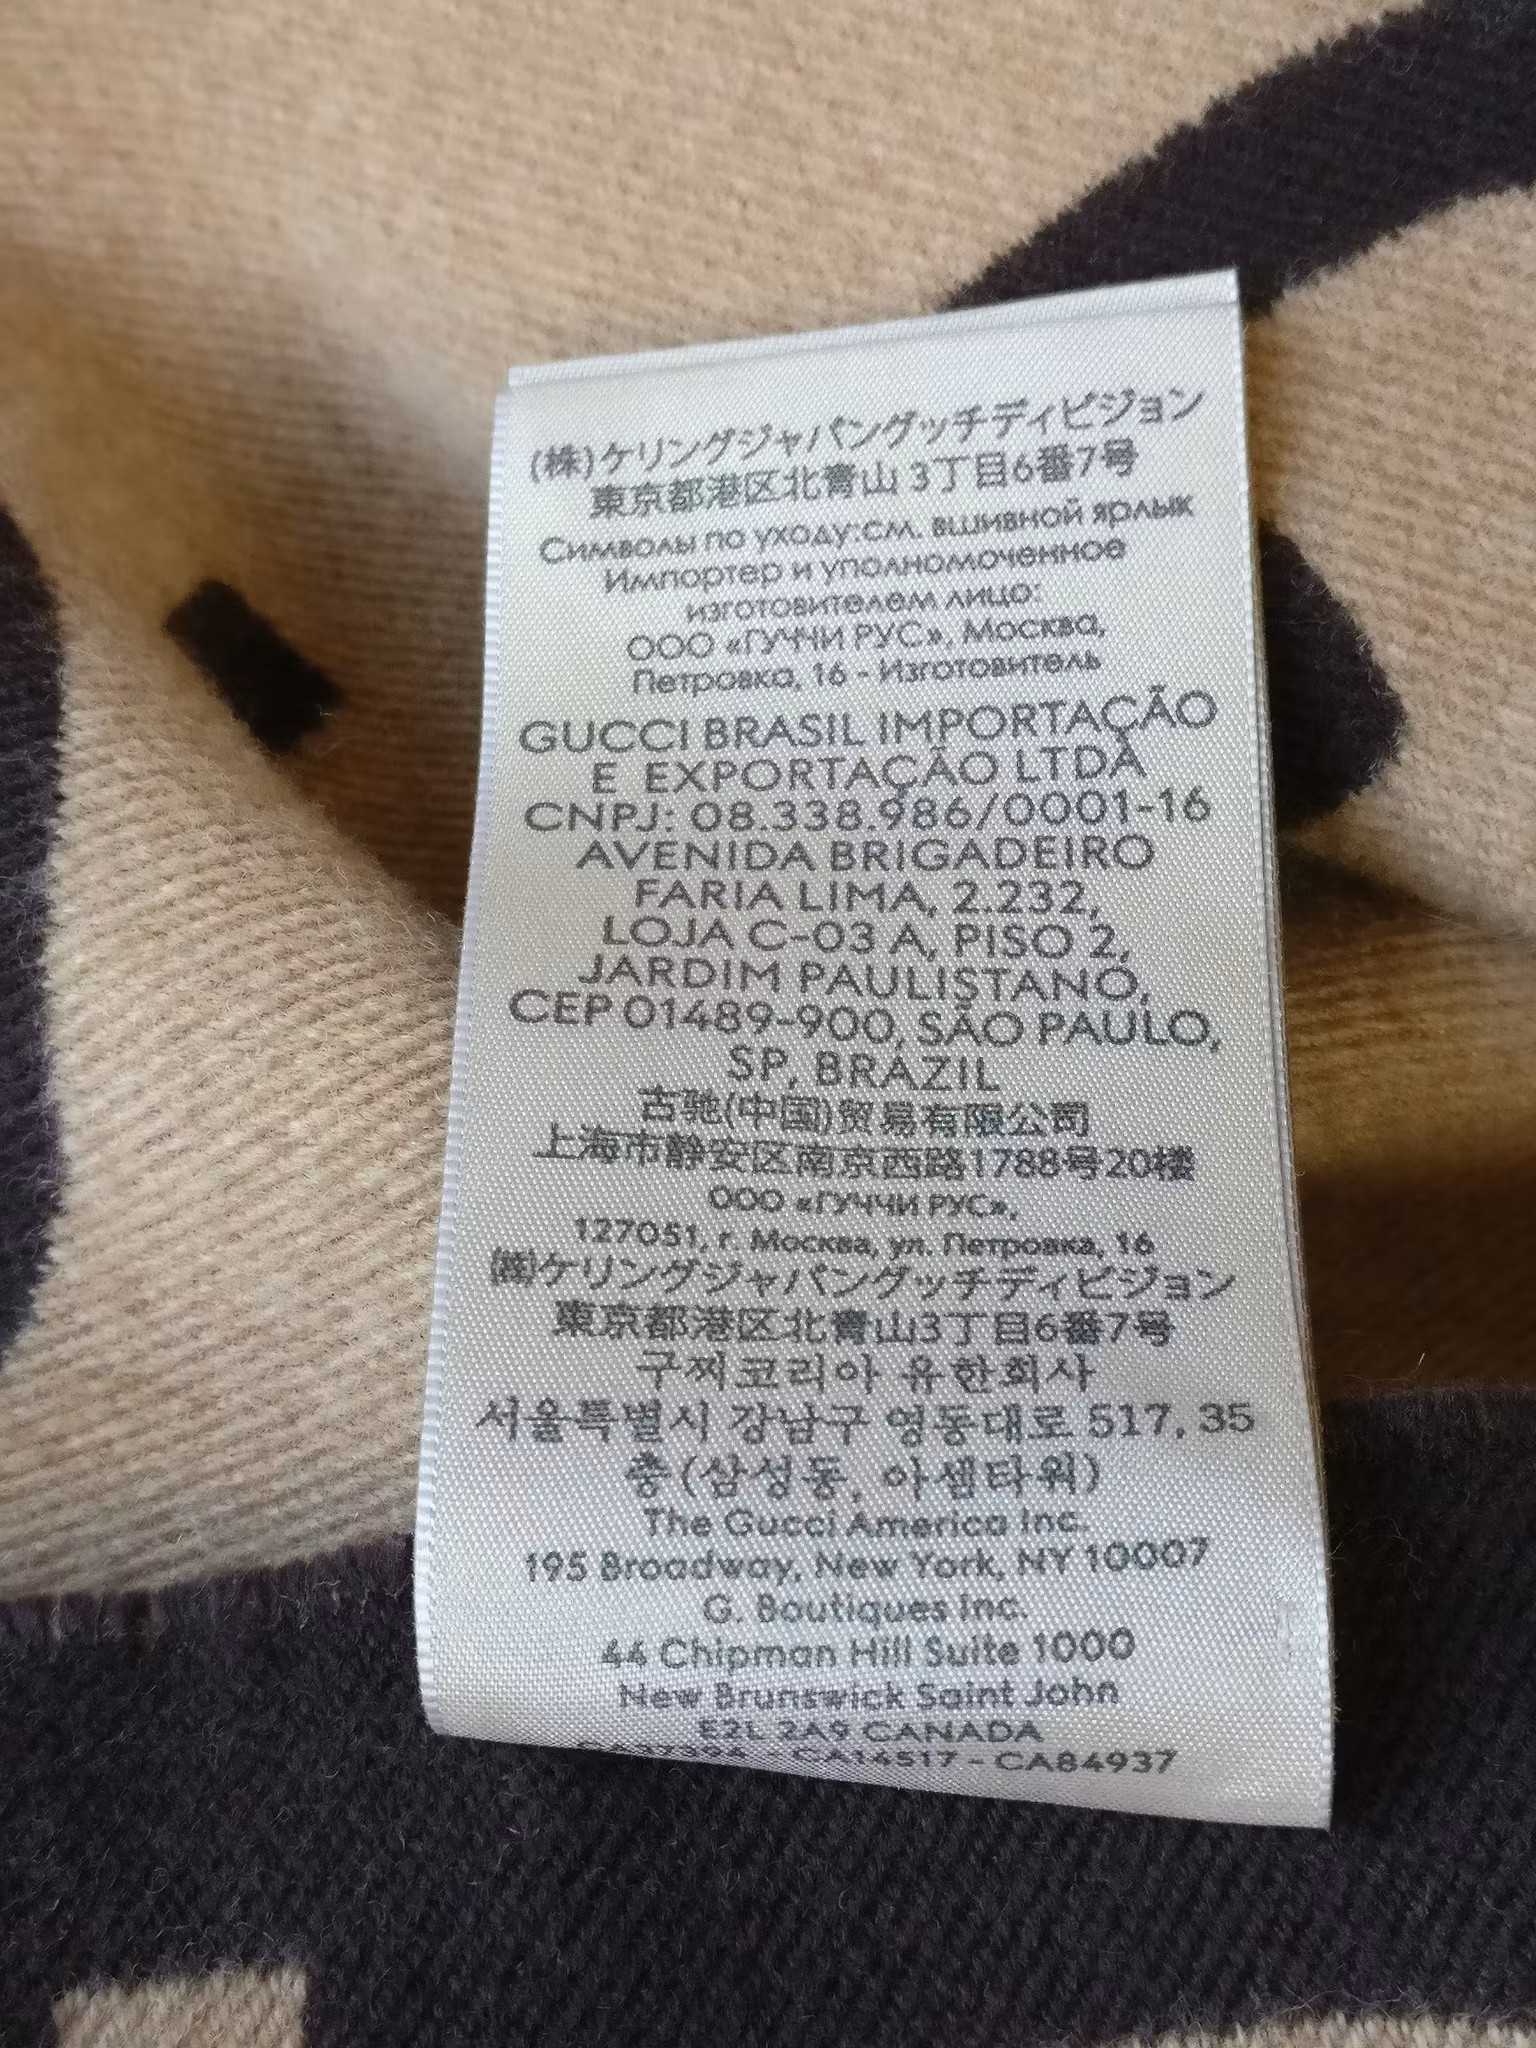 (株)ケリングジャパングッチディビジョン
東京都港区北青山 3丁目6番7号
Символы по уходу:см. вшивной ярлык
Импортер и уполномоченное
изготовителем лицо:
ООО «ГУЧЧИ РУС», Москва,
Петровка, 16 - Изготовитель
GUCCI BRASIL IMPORTAÇÃO
E EXPORTAÇÃO LTDA
CNPJ: 08.338.986/0001-16
AVENIDA BRIGADEIRO
FARIA LIMA, 2.232,
LOJA C-03 A, PISO 2,
JARDIM PAULISTANO,
CEP 01489-900, SÃO PAULO,
SP, BRAZIL
古驰(中国)贸易有限公司
上海市静安区南京西路1788号20楼
ООО «ГУЧЧИ РУС»,
127051, г. Москва, ул. Петровка, 16
(株)ケリングジャパングッチディビジョン
東京都港区北青山3丁目6番7号
구찌코리아 유한회사
서울특별시 강남구 영동대로 517, 35
층(삼성동, 아셈타워)
The Gucci America Inc.
195 Broadway, New York, NY 10007
G. Boutiques Inc.
44 Chipman Hill Suite 1000
New Brunswick Saint John
E2L 2A9 CANADA
- CA14517 - CA84937